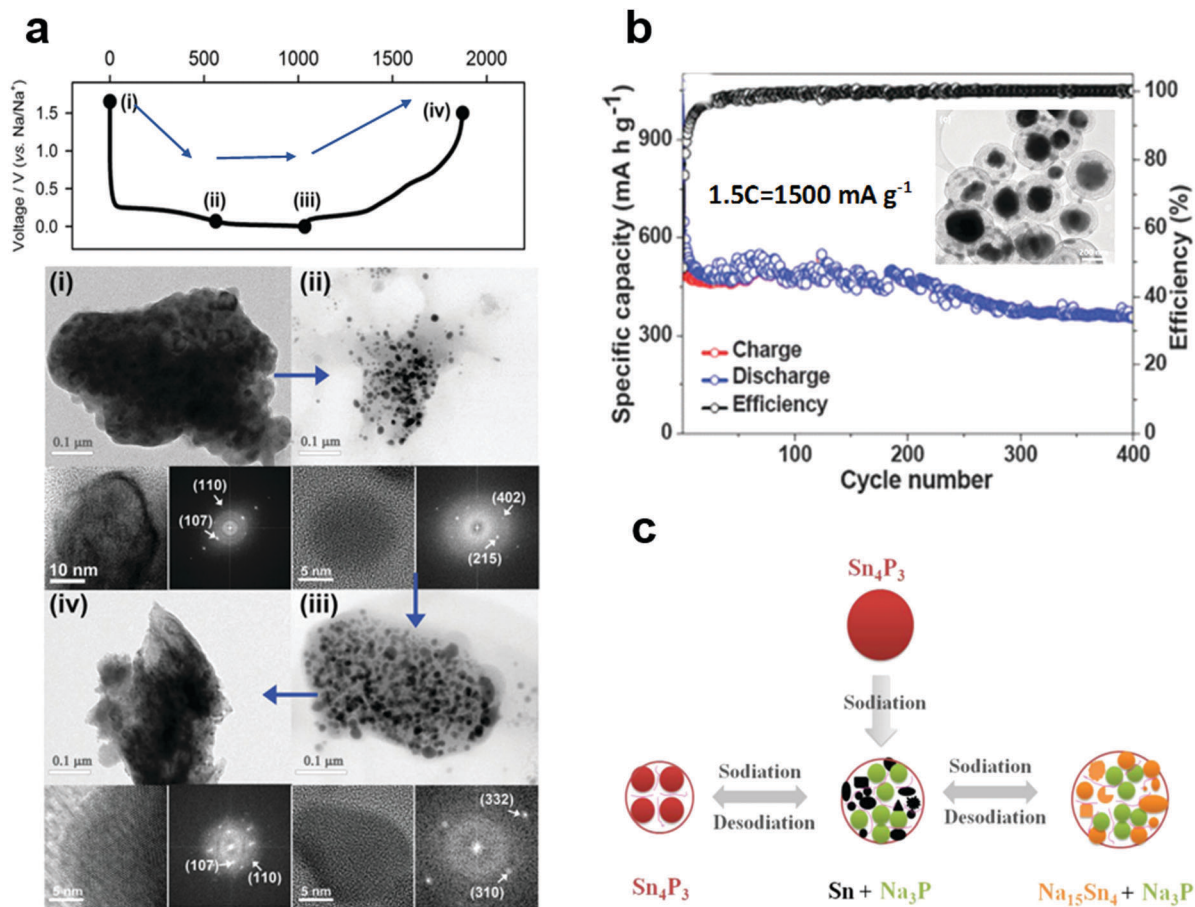 a
0 500 1000 1500 2000
Voltage / V (vs. Na/Na⁺)
1.5
1.0
0.5
0.0
(i)
(ii)
(iii)
(iv)
(i)
0.1 µm
(ii)
0.1 µm
10 nm
(110)
(107)
5 nm
(402)
(215)
(iv)
0.1 µm
(iii)
0.1 µm
5 nm
(107)
(110)
5 nm
(332)
(310)
b
Specific capacity (mA h g⁻¹)
900
750
600
450
300
0
1.5C=1500 mA g⁻¹
Charge
Discharge
Efficiency
100
80
60
40
20
0
Efficiency (%)
100 200 300 400
Cycle number
c
Sn₄P₃
Sodiation
Sodiation
Desodiation
Sodiation
Desodiation
Sn₄P₃
Sn + Na₃P
Na₁₅Sn₄ + Na₃P